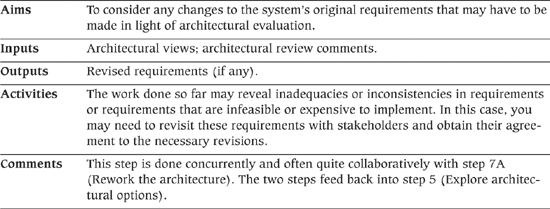 Aims To consider any changes to the system's original requirements that may have to be
made in light of architectural evaluation.
Inputs Architectural views; architectural review comments.
Outputs Revised requirements (if any).
Activities The work done so far may reveal inadequacies or inconsistencies in requirements
or requirements that are infeasible or expensive to implement. In this case, you
may need to revisit these requirements with stakeholders and obtain their agree-
ment to the necessary revisions.
Comments This step is done concurrently and often quite collaboratively with step 7A
(Rework the architecture). The two steps feed back into step 5 (Explore architec-
tural options).